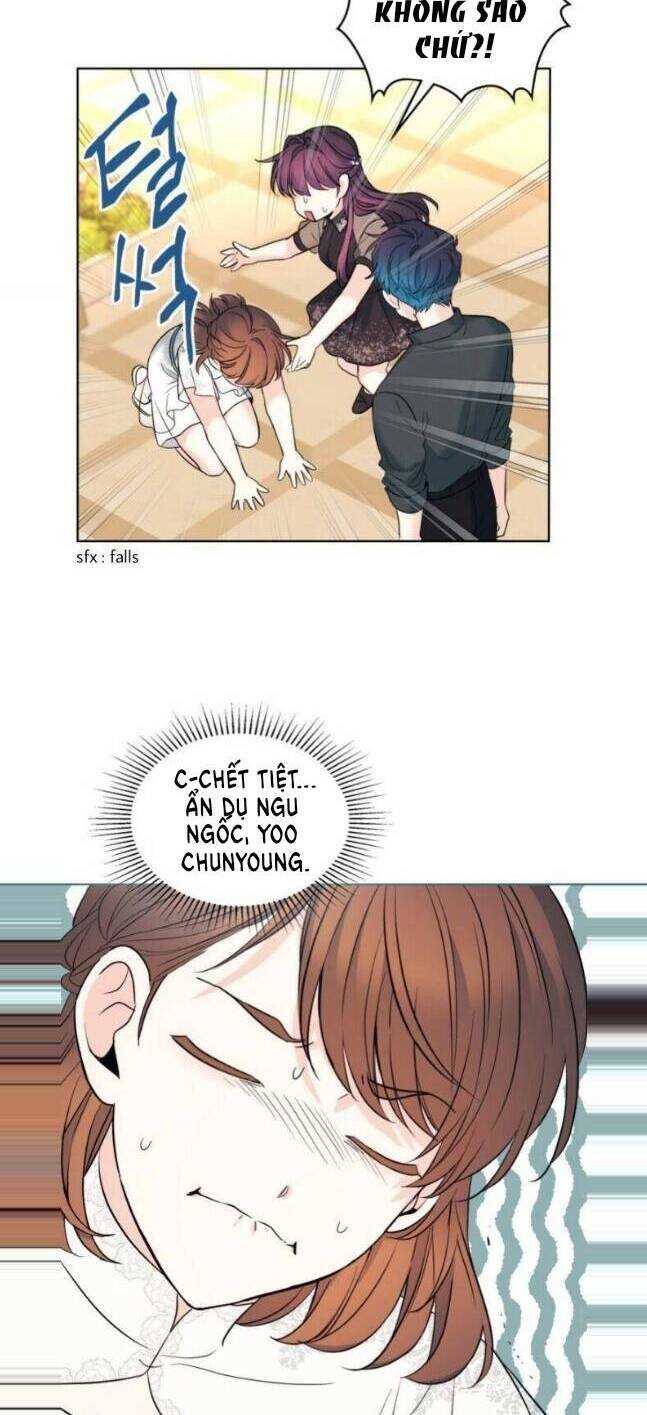 KHÔNG SAO
CHỨ?!
털
썩
sfx : falls
C-CHẾT TIỆT...
ẨN DỤ NGU
NGỐC, YOO
CHUNYOUNG.